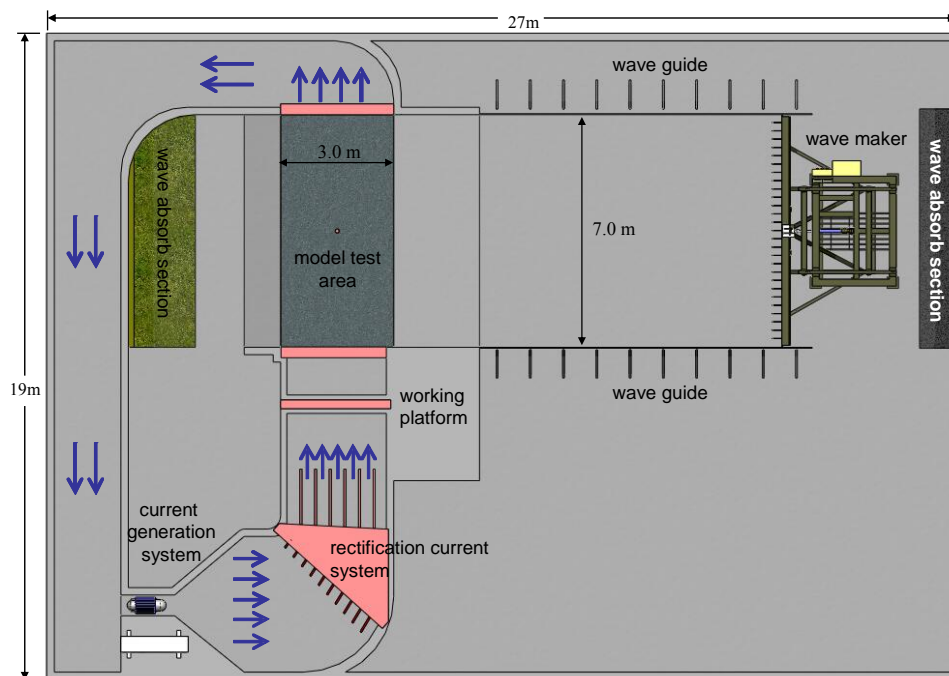 27m
wave guide
wave maker
3.0 m
wave absorb section
wave absorb section
7.0 m
model test
area
19m
wave guide
working
platform
current
generation
system
rectification current
system